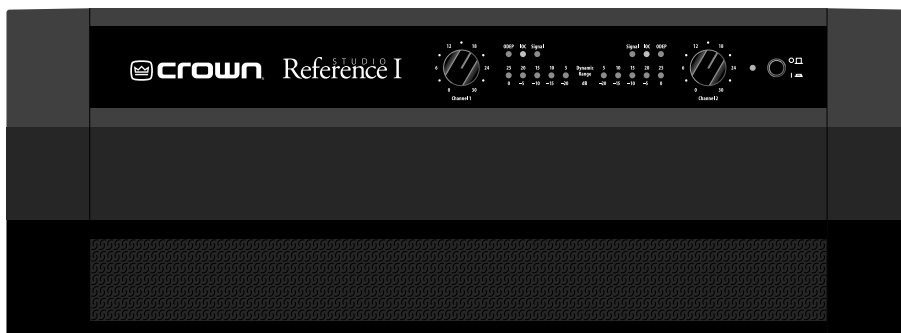 crown
STUDIO
Reference I
12 18
6 24
0 30
Channel 1
ODEP IOC Signal
25 20 15 10 5
0 -5 -10 -15 -20
Dynamic
Range
dB
Signal IOC ODEP
5 10 15 20 25
-20 -15 -10 -5 0
12 18
6 24
0 30
Channel 2